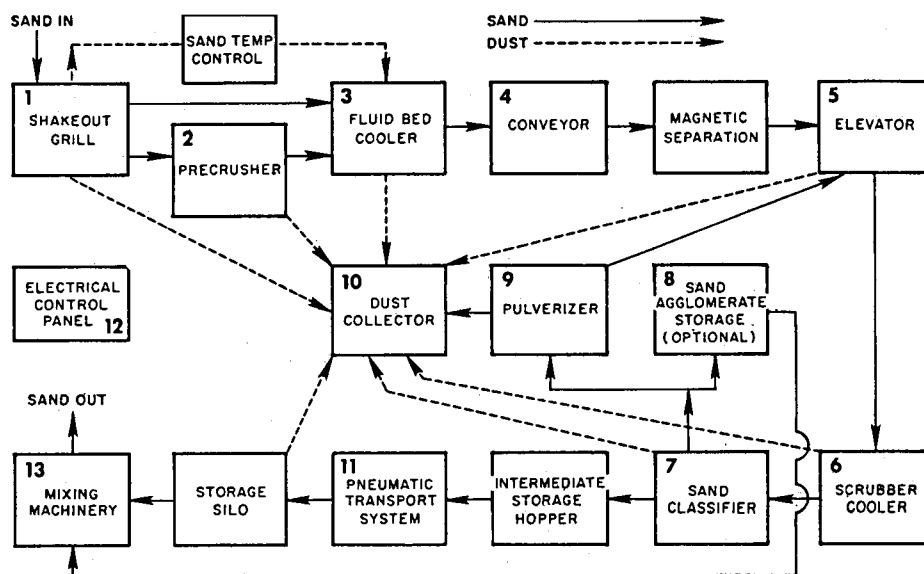 SAND IN
SAND TEMP
CONTROL
SAND
DUST
1
SHAKEOUT
GRILL
2
PRECRUSHER
3
FLUID BED
COOLER
4
CONVEYOR
MAGNETIC
SEPARATION
5
ELEVATOR
ELECTRICAL
CONTROL
PANEL 12
10
DUST
COLLECTOR
9
PULVERIZER
8
SAND
AGGLOMERATE
STORAGE
(OPTIONAL)
SAND OUT
13
MIXING
MACHINERY
STORAGE
SILO
11
PNEUMATIC
TRANSPORT
SYSTEM
INTERMEDIATE
STORAGE
HOPPER
7
SAND
CLASSIFIER
6
SCRUBBER
COOLER